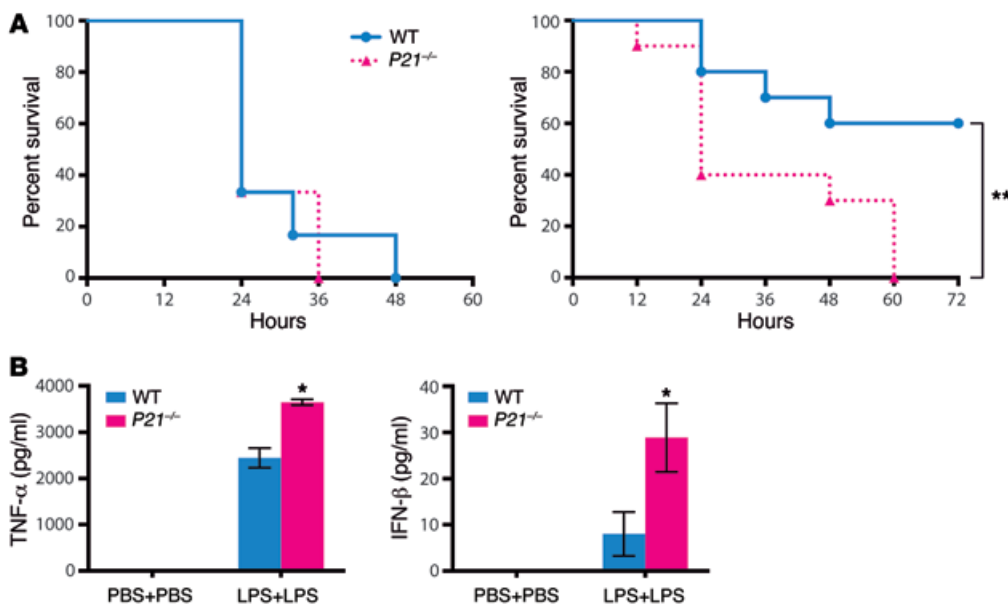 A
Percent survival
100
80
60
40
20
0
0 12 24 36 48 60
Hours
WT
P21−/−
Percent survival
100
80
60
40
20
0
0 12 24 36 48 60 72
Hours
**
B
TNF-α (pg/ml)
4000
3000
2000
1000
0
WT
P21−/−
*
PBS+PBS LPS+LPS
IFN-β (pg/ml)
40
30
20
10
0
WT
P21−/−
*
PBS+PBS LPS+LPS